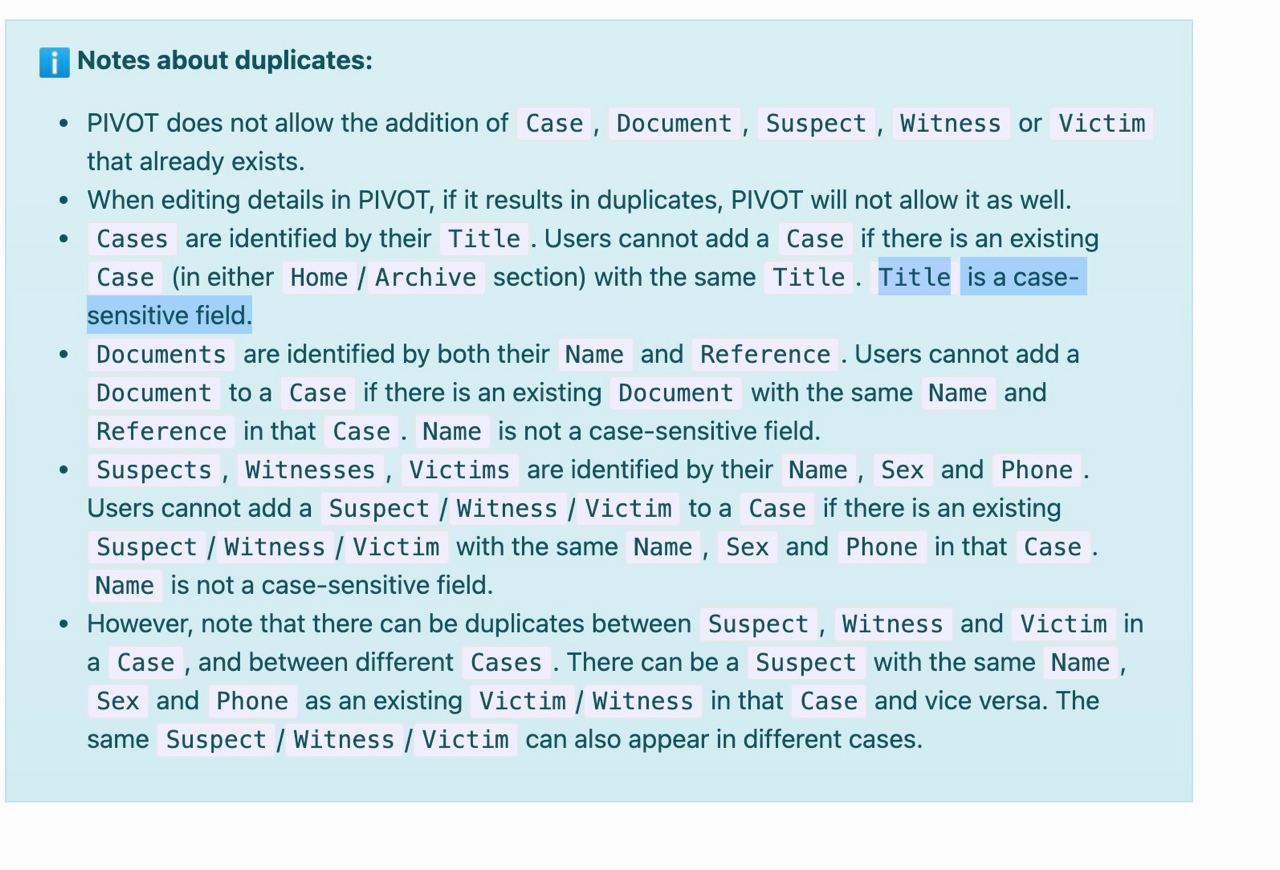 ℹ️ Notes about duplicates:
• PIVOT does not allow the addition of Case, Document, Suspect, Witness or Victim
that already exists.
• When editing details in PIVOT, if it results in duplicates, PIVOT will not allow it as well.
• Cases are identified by their Title. Users cannot add a Case if there is an existing
Case (in either Home / Archive section) with the same Title. Title is a case-
sensitive field.
• Documents are identified by both their Name and Reference. Users cannot add a
Document to a Case if there is an existing Document with the same Name and
Reference in that Case. Name is not a case-sensitive field.
• Suspects, Witnesses, Victims are identified by their Name, Sex and Phone.
Users cannot add a Suspect / Witness / Victim to a Case if there is an existing
Suspect / Witness / Victim with the same Name, Sex and Phone in that Case.
Name is not a case-sensitive field.
• However, note that there can be duplicates between Suspect, Witness and Victim in
a Case, and between different Cases. There can be a Suspect with the same Name,
Sex and Phone as an existing Victim / Witness in that Case and vice versa. The
same Suspect / Witness / Victim can also appear in different cases.